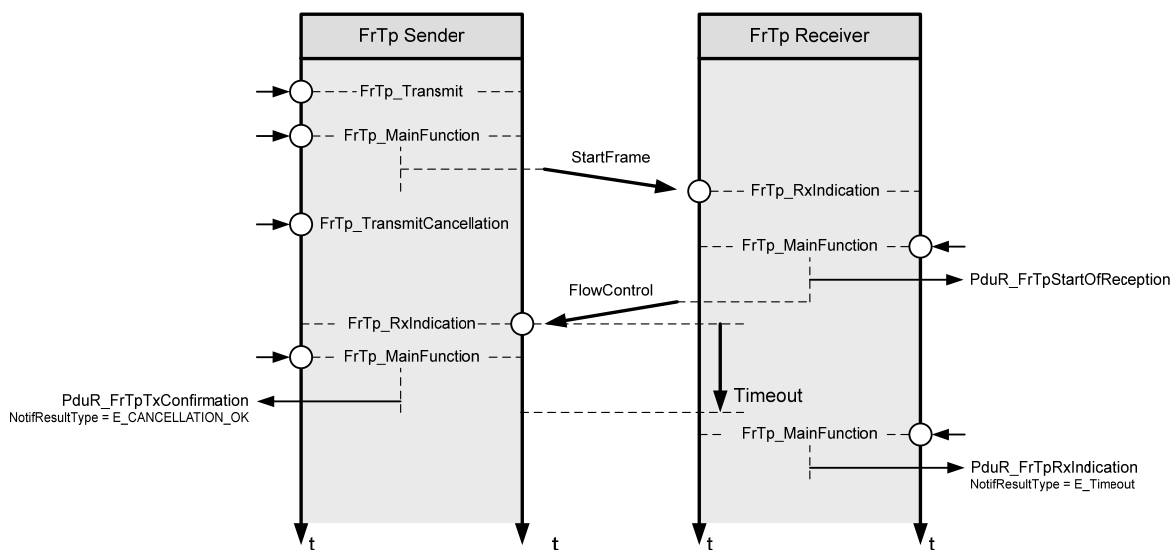 FrTp Sender
FrTp Receiver
FrTp_Transmit
FrTp_MainFunction
StartFrame
FrTp_RxIndication
FrTp_TransmitCancellation
FrTp_MainFunction
PduR_FrTpStartOfReception
FlowControl
FrTp_RxIndication
FrTp_MainFunction
PduR_FrTpTxConfirmation
NotifResultType = E_CANCELLATION_OK
Timeout
FrTp_MainFunction
PduR_FrTpRxIndication
NotifResultType = E_Timeout
t
t
t
t